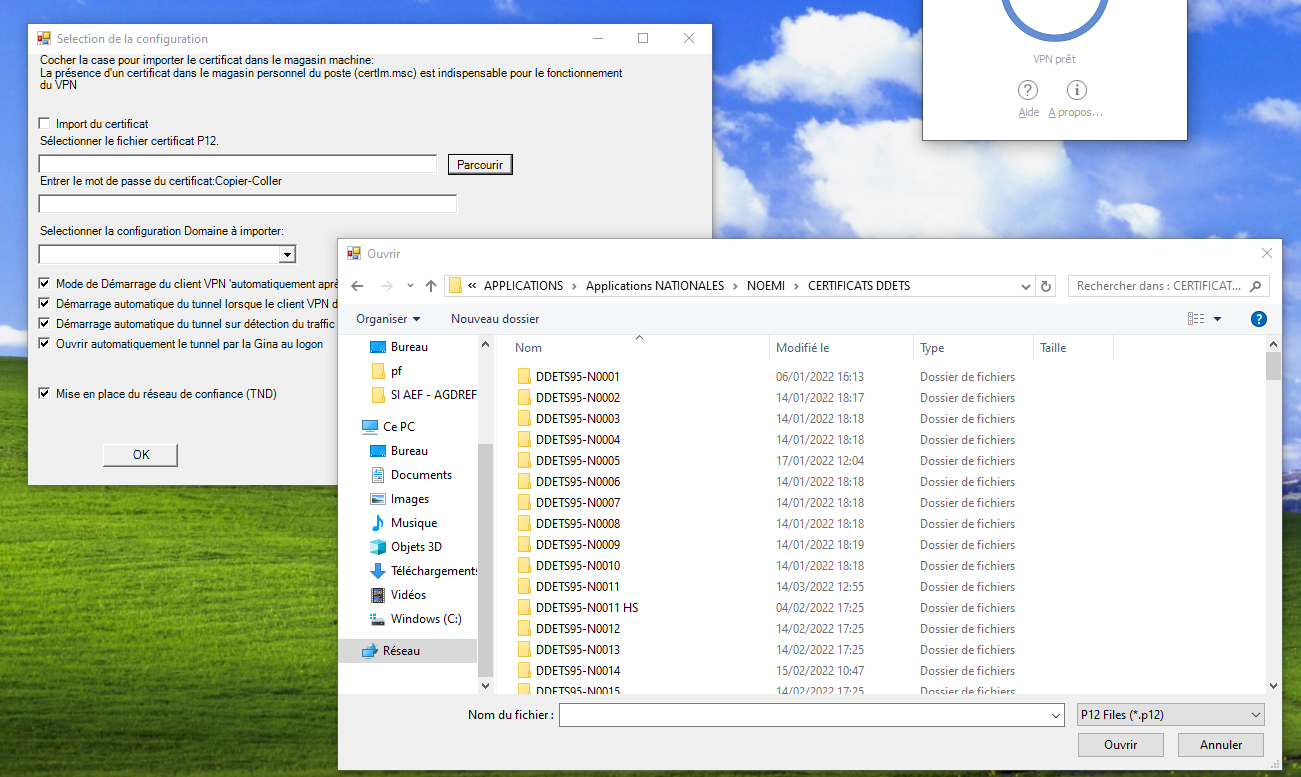 Selection de la configuration
Cocher la case pour importer le certificat dans le magasin machine:
La présence d'un certificat dans le magasin personnel du poste (certlm.msc) est indispensable pour le fonctionnement
du VPN
Import du certificat
Sélectionner le fichier certificat P12.
Parcourir
Entrer le mot de passe du certificat:Copier-Coller
Selectionner la configuration Domaine à importer:
Mode de Démarrage du client VPN 'automatiquement aprè
Démarrage automatique du tunnel lorsque le client VPN d
Démarrage automatique du tunnel sur détection du traffic
Ouvrir automatiquement le tunnel par la Gina au logon
Mise en place du réseau de confiance (TND)
OK
VPN prêt
? i
Aide A propos...
Ouvrir
« APPLICATIONS > Applications NATIONALES > NOEMI > CERTIFICATS DDETS
Rechercher dans : CERTIFICAT...
Organiser Nouveau dossier ?
Bureau
pf
SI AEF - AGDREF
Ce PC
Bureau
Documents
Images
Musique
Objets 3D
Téléchargements
Vidéos
Windows (C:)
Réseau
Nom Modifié le Type Taille
DDETS95-N0001 06/01/2022 16:13 Dossier de fichiers
DDETS95-N0002 14/01/2022 18:17 Dossier de fichiers
DDETS95-N0003 14/01/2022 18:18 Dossier de fichiers
DDETS95-N0004 14/01/2022 18:18 Dossier de fichiers
DDETS95-N0005 17/01/2022 12:04 Dossier de fichiers
DDETS95-N0006 14/01/2022 18:18 Dossier de fichiers
DDETS95-N0007 14/01/2022 18:18 Dossier de fichiers
DDETS95-N0008 14/01/2022 18:18 Dossier de fichiers
DDETS95-N0009 14/01/2022 18:19 Dossier de fichiers
DDETS95-N0010 14/01/2022 18:18 Dossier de fichiers
DDETS95-N0011 14/03/2022 12:55 Dossier de fichiers
DDETS95-N0011 HS 04/02/2022 17:25 Dossier de fichiers
DDETS95-N0012 14/02/2022 17:25 Dossier de fichiers
DDETS95-N0013 14/02/2022 17:25 Dossier de fichiers
DDETS95-N0014 15/02/2022 10:47 Dossier de fichiers
DDETS95-N0015 14/02/2022 17:25 Dossier de fichiers
Nom du fichier :
P12 Files (*.p12)
Ouvrir Annuler